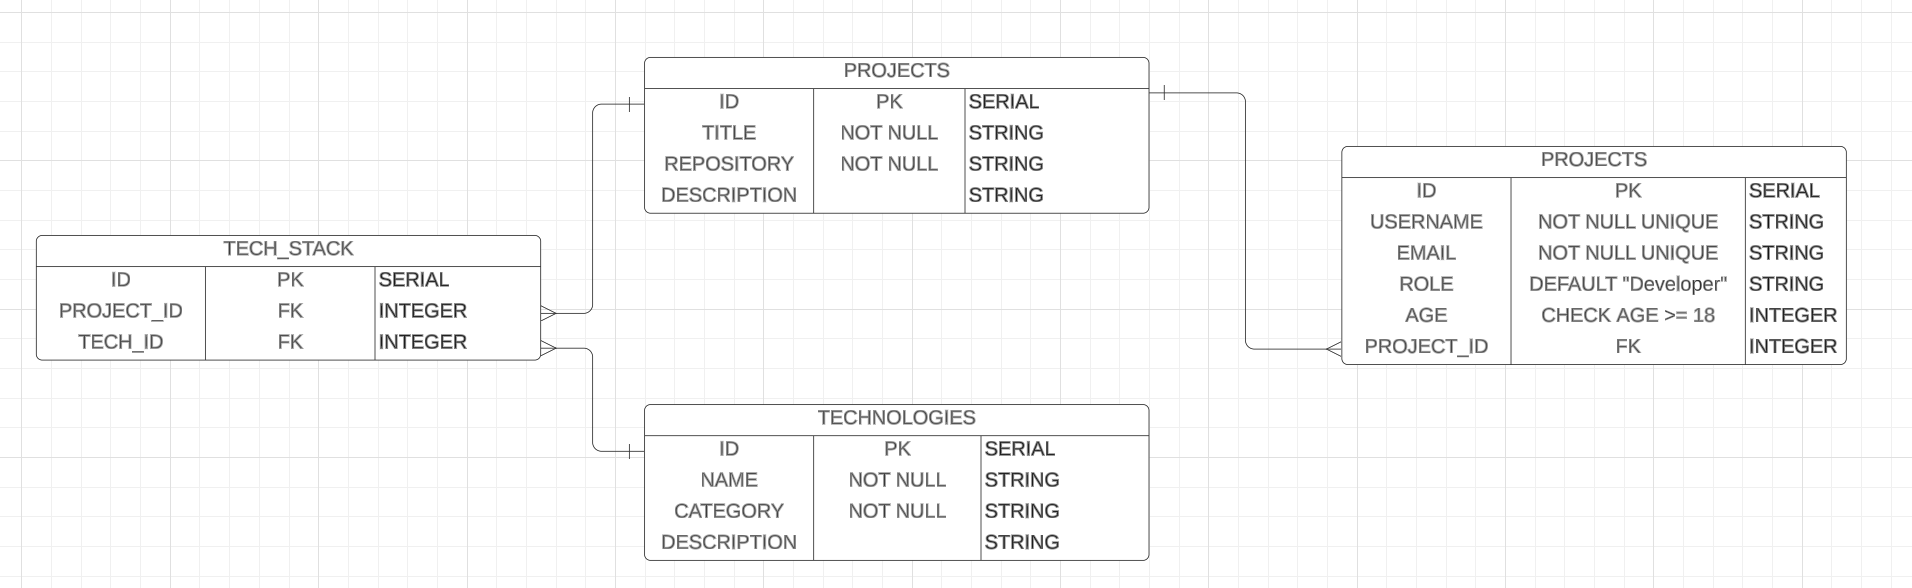 PROJECTS
ID PK SERIAL
TITLE NOT NULL STRING
REPOSITORY NOT NULL STRING
DESCRIPTION STRING
PROJECTS
ID PK SERIAL
USERNAME NOT NULL UNIQUE STRING
EMAIL NOT NULL UNIQUE STRING
ROLE DEFAULT "Developer" STRING
AGE CHECK AGE >= 18 INTEGER
PROJECT_ID FK INTEGER
TECH_STACK
ID PK SERIAL
PROJECT_ID FK INTEGER
TECH_ID FK INTEGER
TECHNOLOGIES
ID PK SERIAL
NAME NOT NULL STRING
CATEGORY NOT NULL STRING
DESCRIPTION STRING